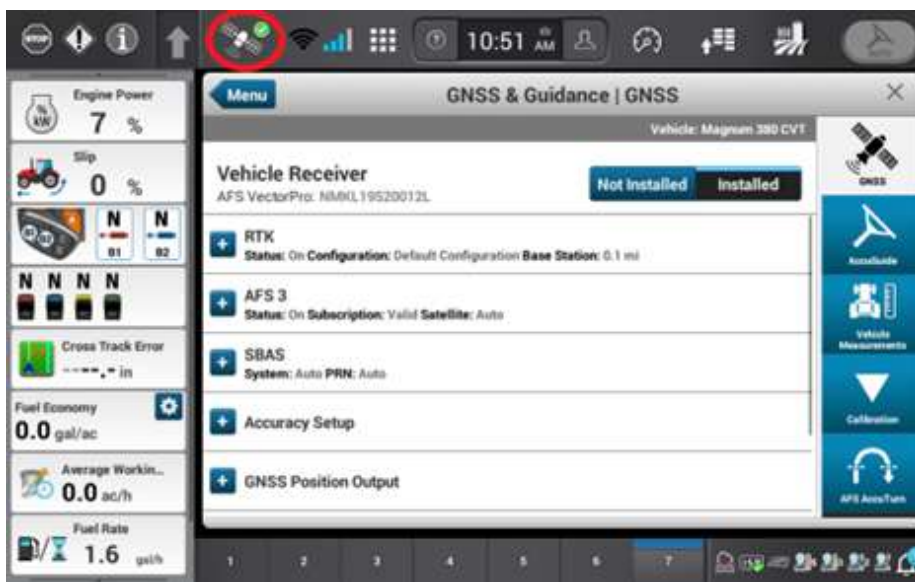 STOP
10:51 AM
Engine Power
7 %
Slip
0 %
N N
B1 B2
N N N N
Cross Track Error
----.- in
Fuel Economy
0.0 gal/ac
Average Workin...
0.0 ac/h
Fuel Rate
1.6 gal/h
Menu
GNSS & Guidance | GNSS
Vehicle: Magnum 380 CVT
Vehicle Receiver
AFS VectorPro: NMKL19520012L
Not Installed Installed
RTK
Status: On Configuration: Default Configuration Base Station: 0.1 mi
AFS 3
Status: On Subscription: Valid Satellite: Auto
SBAS
System: Auto PRN: Auto
Accuracy Setup
GNSS Position Output
GNSS
AccuGuide
Vehicle
Measurements
Calibration
AFS AccuTurn
1 2 3 4 5 6 7